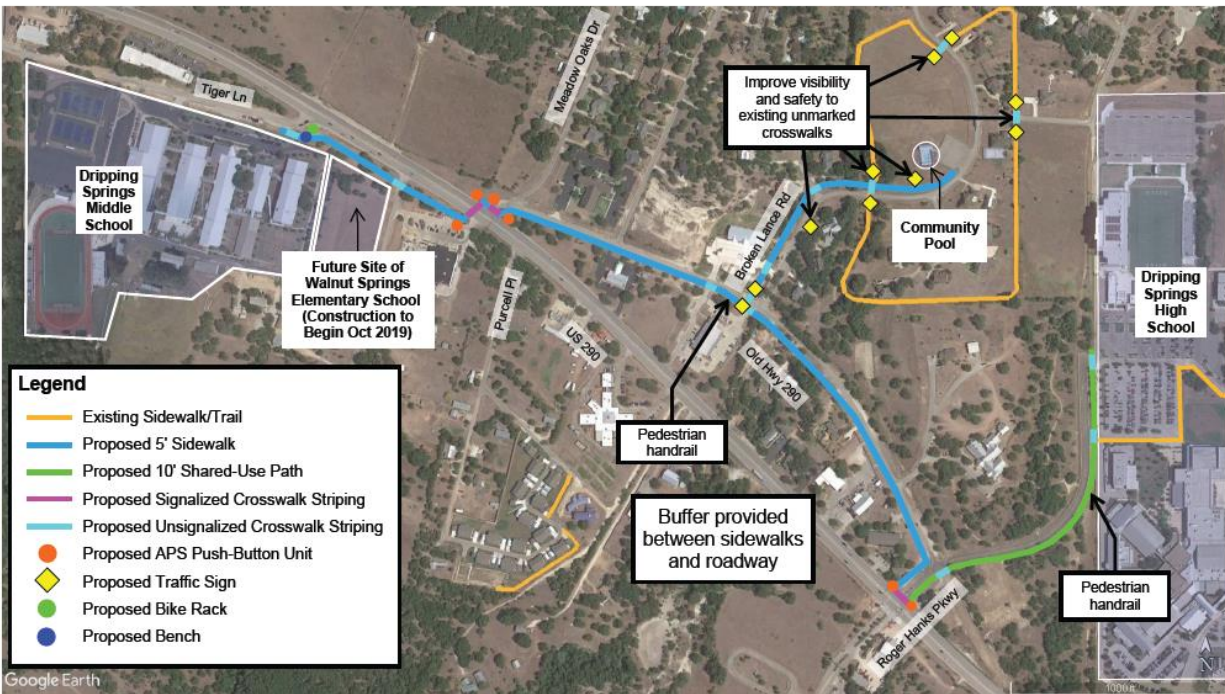 Tiger Ln
Meadow Oaks Dr
Improve visibility
and safety to
existing unmarked
crosswalks
Dripping
Springs
Middle
School
Future Site of
Walnut Springs
Elementary School
(Construction to
Begin Oct 2019)
Purcell Pl
US 290
Broken Lance Rd
Community
Pool
Dripping
Springs
High
School
Old Hwy 290
Pedestrian
handrail
Buffer provided
between sidewalks
and roadway
Roger Hanks Pkwy
Pedestrian
handrail
Legend
Existing Sidewalk/Trail
Proposed 5' Sidewalk
Proposed 10' Shared-Use Path
Proposed Signalized Crosswalk Striping
Proposed Unsignalized Crosswalk Striping
Proposed APS Push-Button Unit
Proposed Traffic Sign
Proposed Bike Rack
Proposed Bench
Google Earth
N
1000 ft